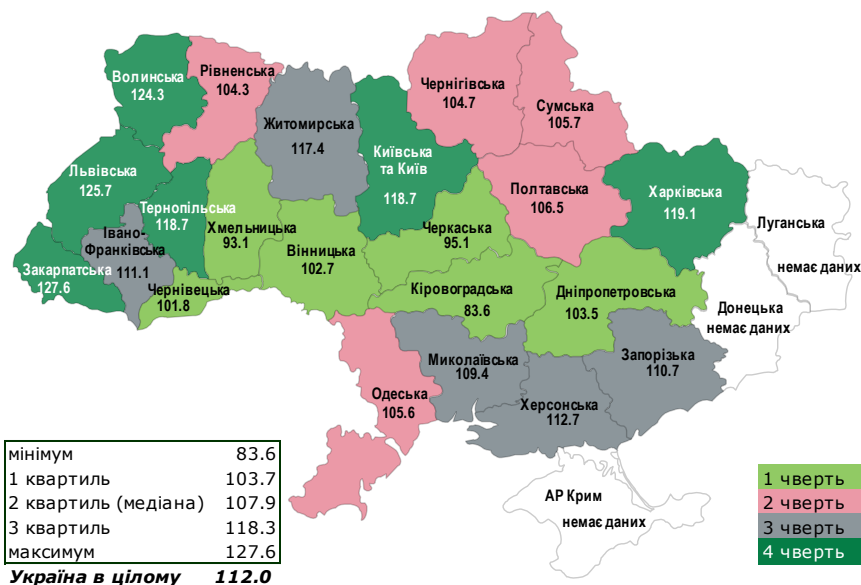 Волинська
124.3
Рівненська
104.3
Житомирська
117.4
Київська
та Київ
118.7
Чернігівська
104.7
Сумська
105.7
Львівська
125.7
Тернопільська
118.7
Хмельницька
93.1
Полтавська
106.5
Харківська
119.1
Луганська
немає даних
Івано-
Франківська
111.1
Закарпатська
127.6
Чернівецька
101.8
Вінницька
102.7
Черкаська
95.1
Кіровоградська
83.6
Дніпропетровська
103.5
Донецька
немає даних
Миколаївська
109.4
Запорізька
110.7
Одеська
105.6
Херсонська
112.7
АР Крим
немає даних
мінімум 83.6
1 квартиль 103.7
2 квартиль (медіана) 107.9
3 квартиль 118.3
максимум 127.6
Україна в цілому 112.0
1 чверть
2 чверть
3 чверть
4 чверть